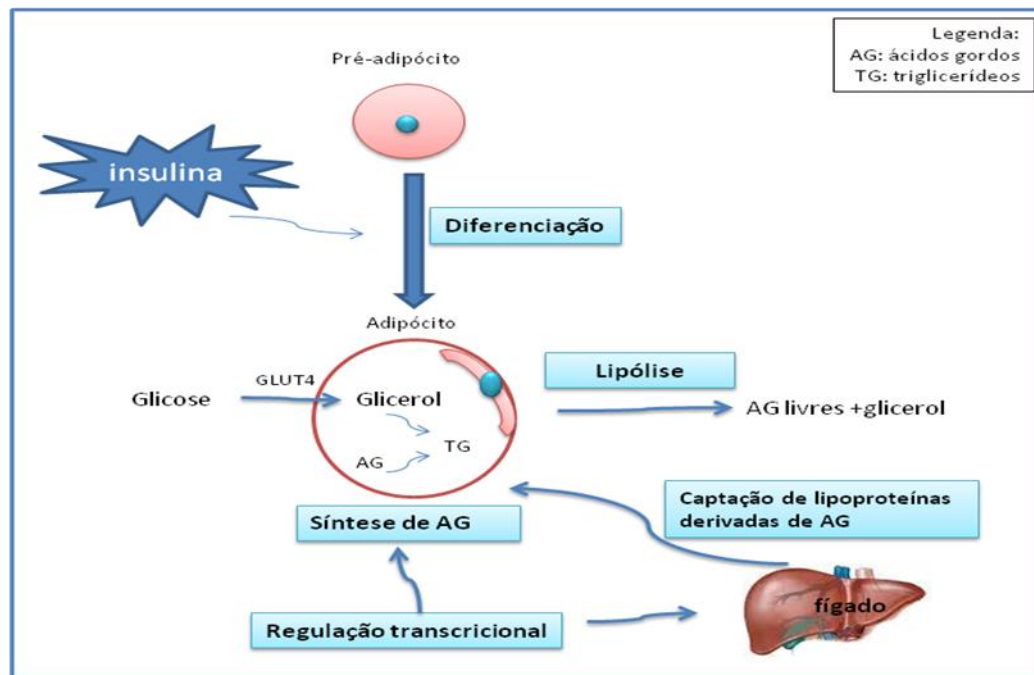 Legenda:
AG: ácidos gordos
TG: triglicerídeos
Pré-adipócito
insulina
Diferenciação
Adipócito
Glicose
GLUT4
Glicerol
AG
TG
Lipólise
AG livres +glicerol
Síntese de AG
Captação de lipoproteínas
derivadas de AG
Regulação transcricional
fígado